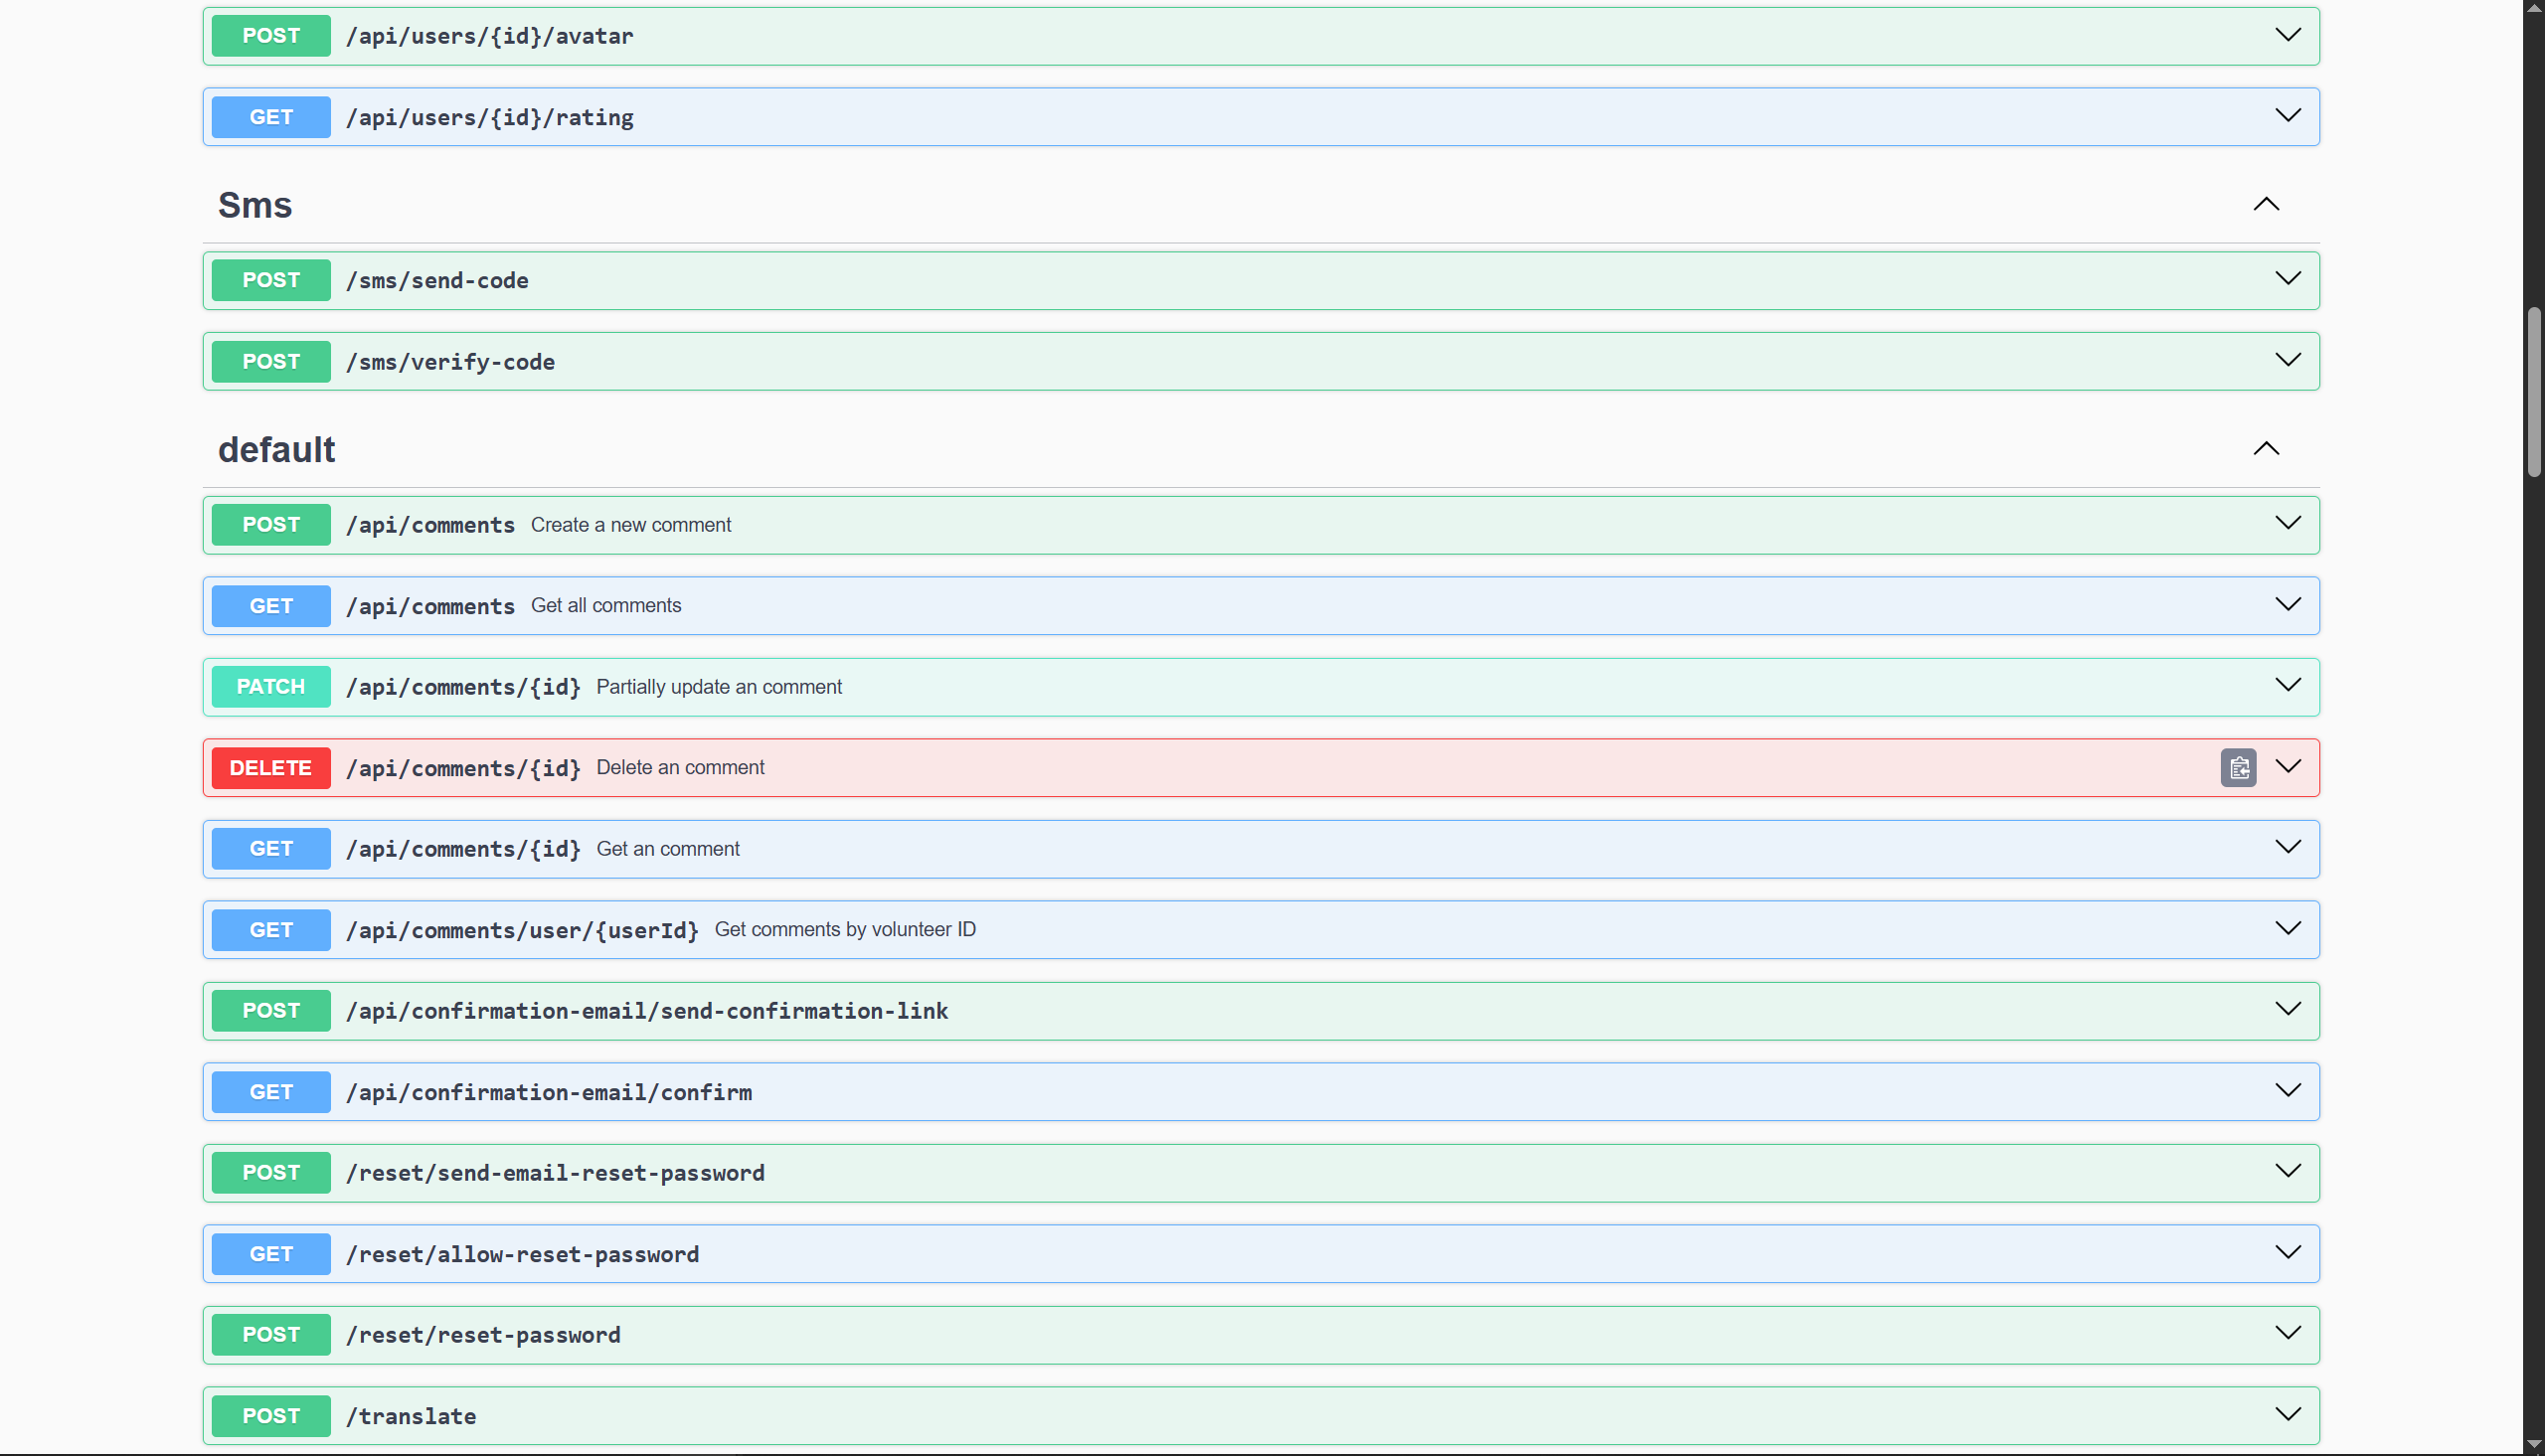 POST /api/users/{id}/avatar
GET /api/users/{id}/rating
Sms
POST /sms/send-code
POST /sms/verify-code
default
POST /api/comments Create a new comment
GET /api/comments Get all comments
PATCH /api/comments/{id} Partially update an comment
DELETE /api/comments/{id} Delete an comment
GET /api/comments/{id} Get an comment
GET /api/comments/user/{userId} Get comments by volunteer ID
POST /api/confirmation-email/send-confirmation-link
GET /api/confirmation-email/confirm
POST /reset/send-email-reset-password
GET /reset/allow-reset-password
POST /reset/reset-password
POST /translate